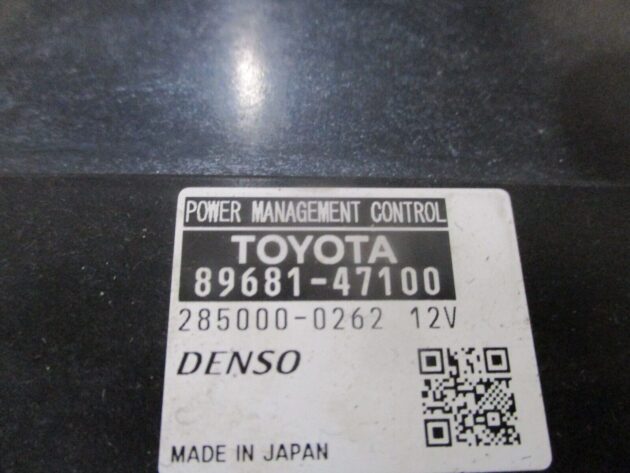 POWER MANAGEMENT CONTROL
TOYOTA
89681-47100
285000-0262 12V
DENSO
MADE IN JAPAN